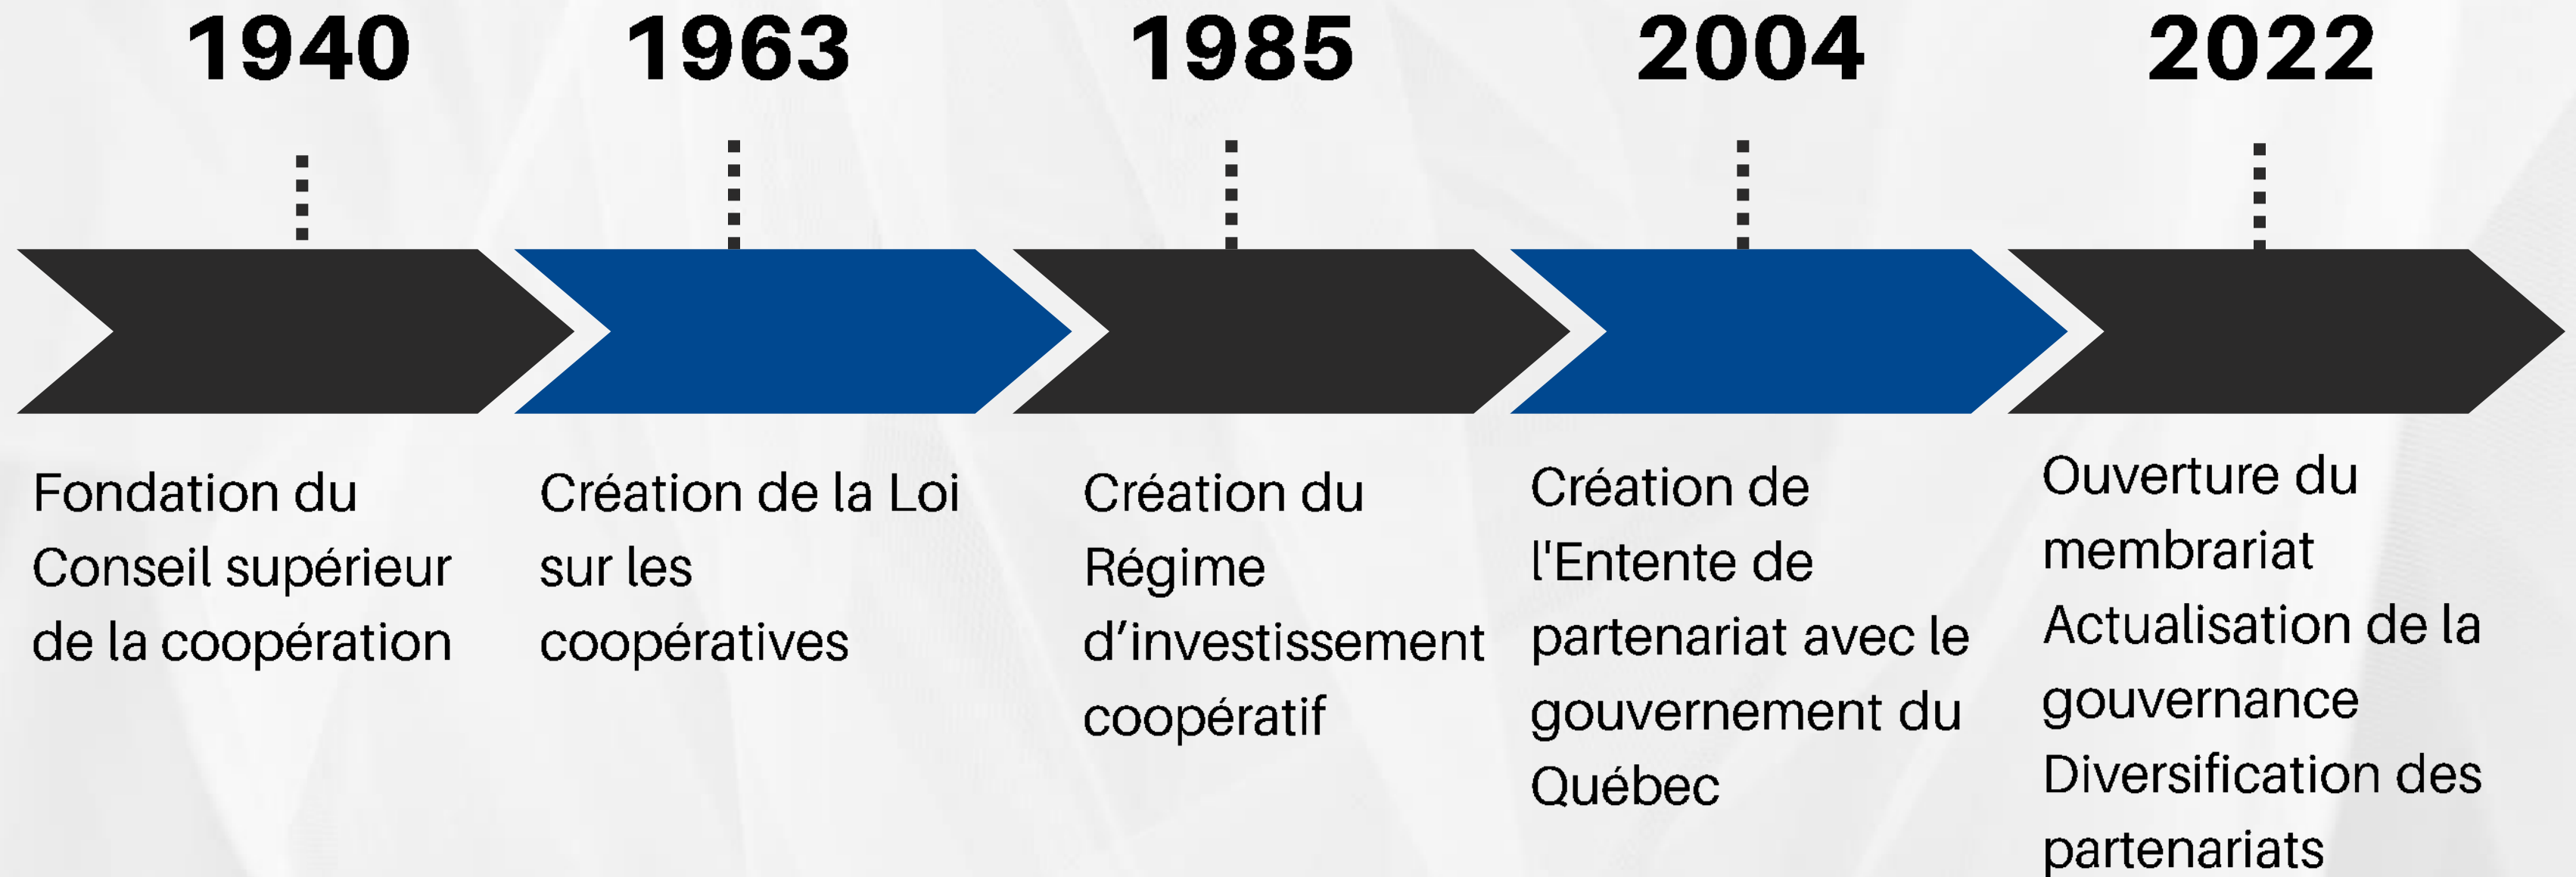 1940
Fondation du
Conseil supérieur
de la coopération
1963
Création de la Loi
sur les
coopératives
1985
Création du
Régime
d’investissement
coopératif
2004
Création de
l'Entente de
partenariat avec le
gouvernement du
Québec
2022
Ouverture du
membrariat
Actualisation de la
gouvernance
Diversification des
partenariats